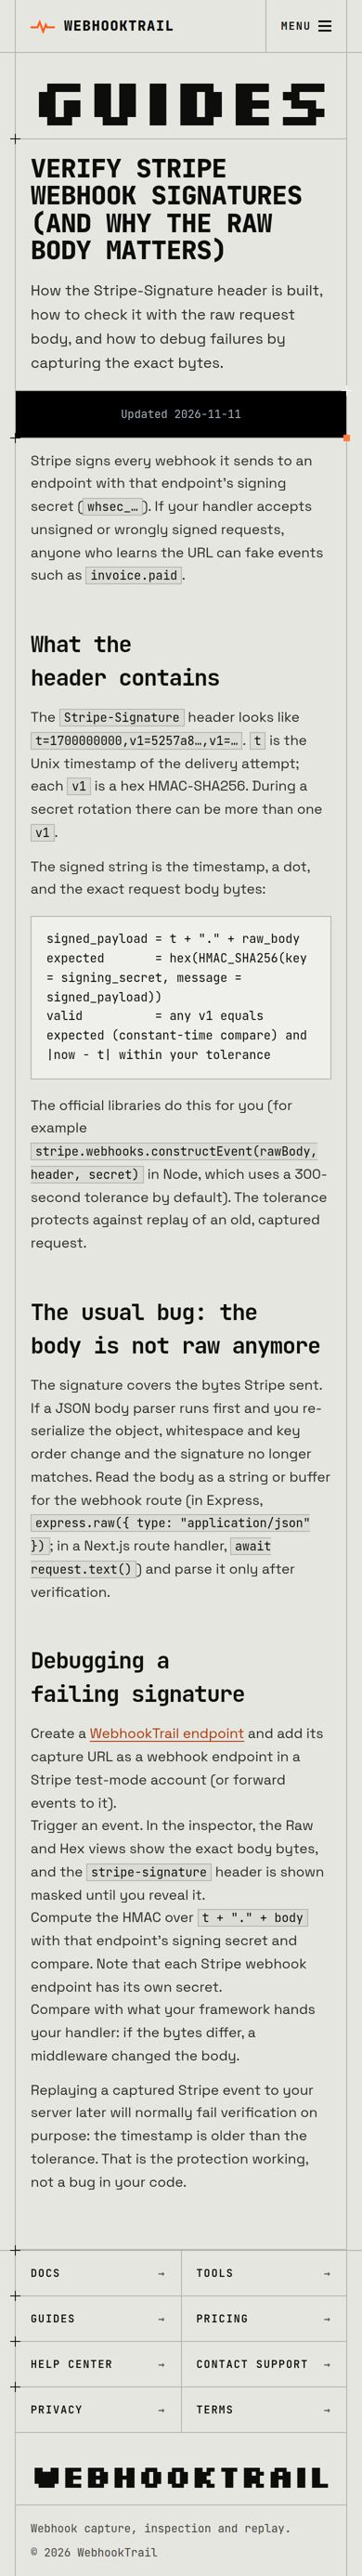 WEBHOOKTRAIL
MENU
GUIDES
VERIFY STRIPE
WEBHOOK SIGNATURES
(AND WHY THE RAW
BODY MATTERS)
How the Stripe-Signature header is built,
how to check it with the raw request
body, and how to debug failures by
capturing the exact bytes.
Updated 2026-11-11
Stripe signs every webhook it sends to an
endpoint with that endpoint's signing
secret (whsec_…). If your handler accepts
unsigned or wrongly signed requests,
anyone who learns the URL can fake events
such as invoice.paid.
What the
header contains
The Stripe-Signature header looks like
t=1700000000,v1=5257a8…,v1=…. t is the
Unix timestamp of the delivery attempt;
each v1 is a hex HMAC-SHA256. During a
secret rotation there can be more than one
v1.
The signed string is the timestamp, a dot,
and the exact request body bytes:
signed_payload = t + "." + raw_body
expected       = hex(HMAC_SHA256(key
= signing_secret, message =
signed_payload))
valid          = any v1 equals
expected (constant-time compare) and
|now - t| within your tolerance
The official libraries do this for you (for
example
stripe.webhooks.constructEvent(rawBody,
header, secret) in Node, which uses a 300-
second tolerance by default). The tolerance
protects against replay of an old, captured
request.
The usual bug: the
body is not raw anymore
The signature covers the bytes Stripe sent.
If a JSON body parser runs first and you re-
serialize the object, whitespace and key
order change and the signature no longer
matches. Read the body as a string or buffer
for the webhook route (in Express,
express.raw({ type: "application/json"
}); in a Next.js route handler, await
request.text()) and parse it only after
verification.
Debugging a
failing signature
Create a WebhookTrail endpoint and add its
capture URL as a webhook endpoint in a
Stripe test-mode account (or forward
events to it).
Trigger an event. In the inspector, the Raw
and Hex views show the exact body bytes,
and the stripe-signature header is shown
masked until you reveal it.
Compute the HMAC over t + "." + body
with that endpoint's signing secret and
compare. Note that each Stripe webhook
endpoint has its own secret.
Compare with what your framework hands
your handler: if the bytes differ, a
middleware changed the body.
Replaying a captured Stripe event to your
server later will normally fail verification on
purpose: the timestamp is older than the
tolerance. That is the protection working,
not a bug in your code.
DOCS → TOOLS →
GUIDES → PRICING →
HELP CENTER → CONTACT SUPPORT →
PRIVACY → TERMS →
WEBHOOKTRAIL
Webhook capture, inspection and replay.
© 2026 WebhookTrail